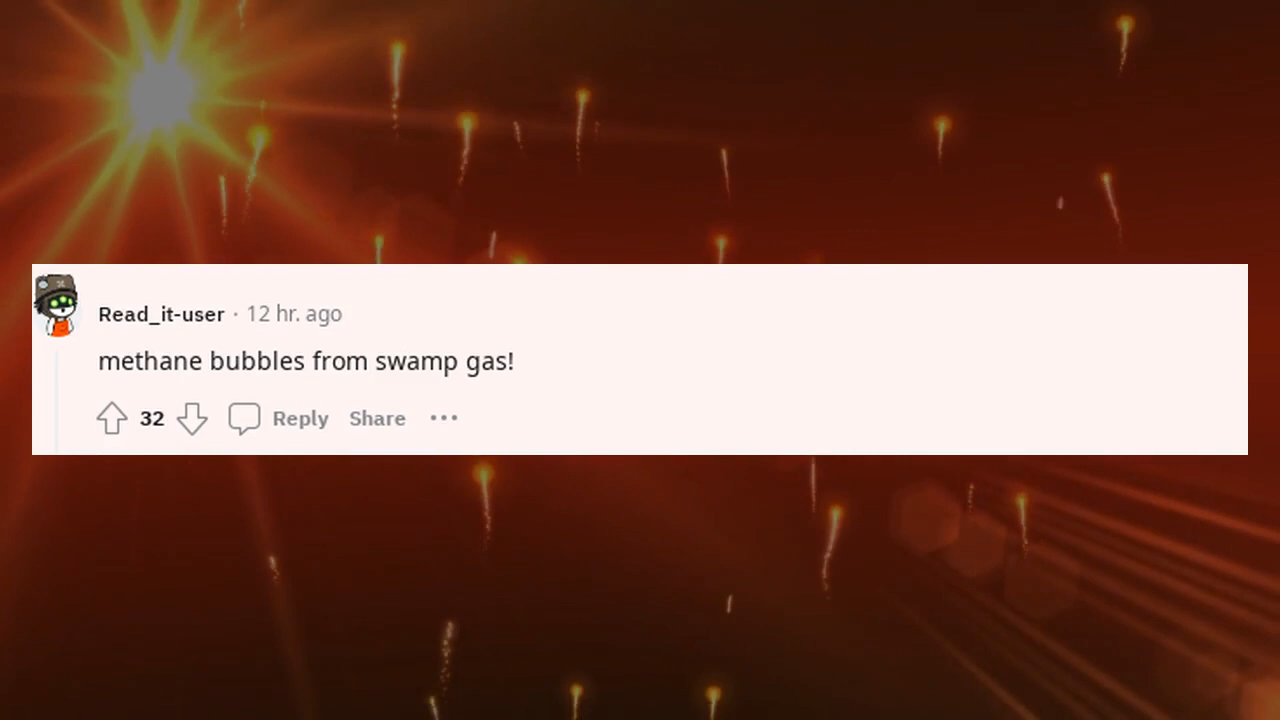 Read_it-user · 12 hr. ago
methane bubbles from swamp gas!
32 Reply Share ···